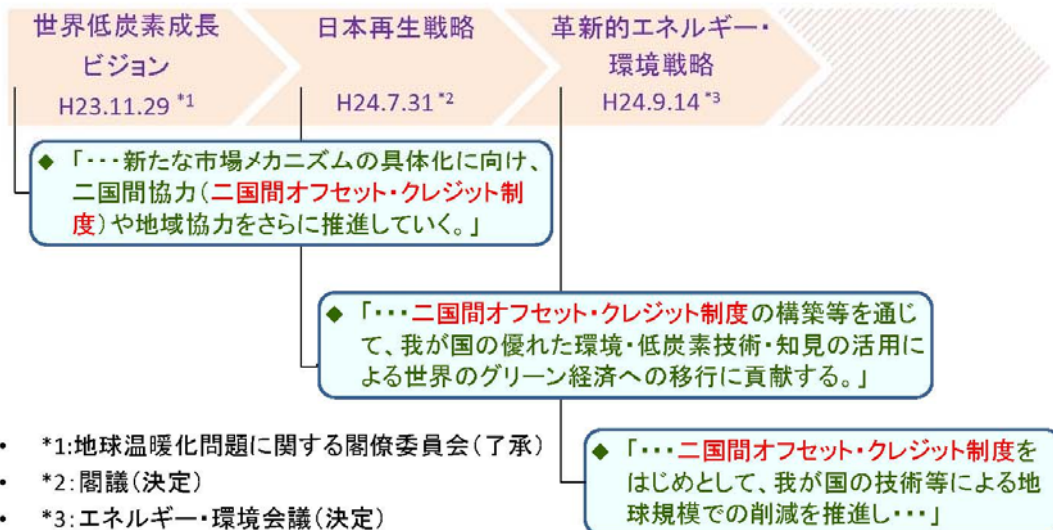 世界低炭素成長
ビジョン
H23.11.29 *1
日本再生戦略
H24.7.31 *2
革新的エネルギー・
環境戦略
H24.9.14 *3
◆ 「・・・新たな市場メカニズムの具体化に向け、
二国間協力(二国間オフセット・クレジット制
度)や地域協力をさらに推進していく。」
◆ 「・・・二国間オフセット・クレジット制度の構築等を通じ
て、我が国の優れた環境・低炭素技術・知見の活用に
よる世界のグリーン経済への移行に貢献する。」
◆ 「・・・二国間オフセット・クレジット制度を
はじめとして、我が国の技術等による地
球規模での削減を推進し・・・」
• *1:地球温暖化問題に関する閣僚委員会(了承)
• *2:閣議(決定)
• *3:エネルギー・環境会議(決定)